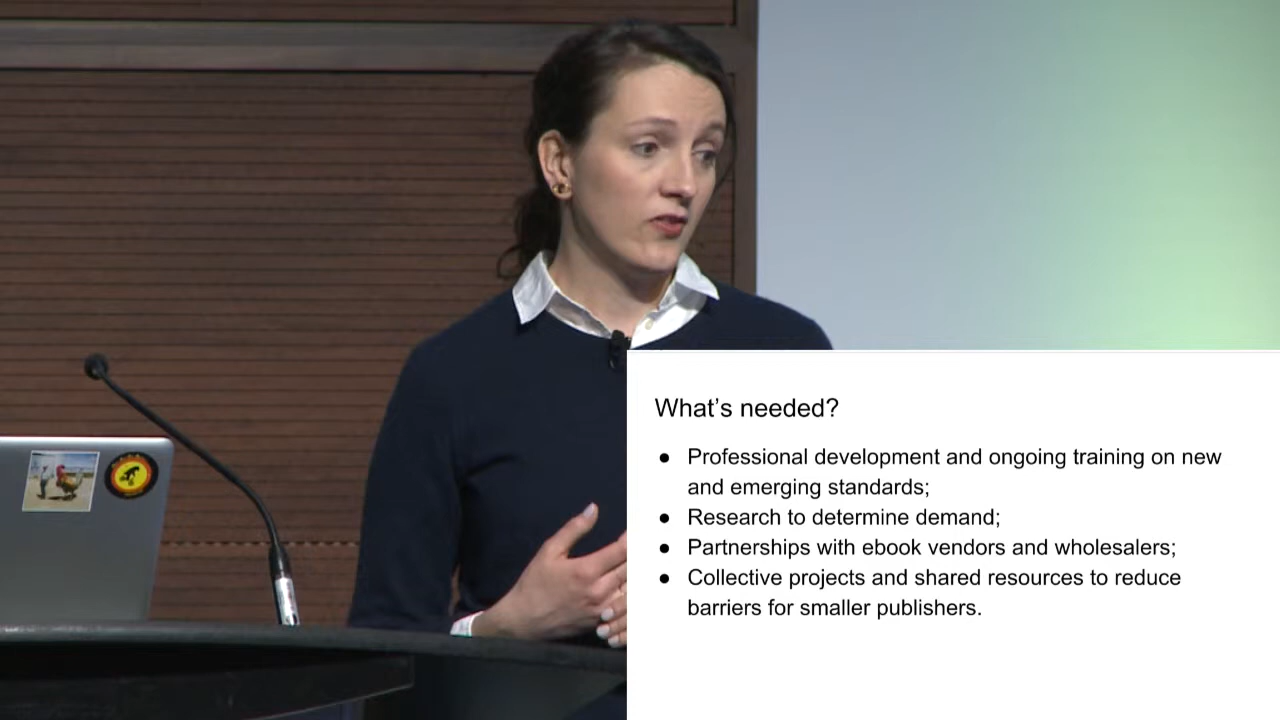 What’s needed?
● Professional development and ongoing training on new
and emerging standards;
● Research to determine demand;
● Partnerships with ebook vendors and wholesalers;
● Collective projects and shared resources to reduce
barriers for smaller publishers.